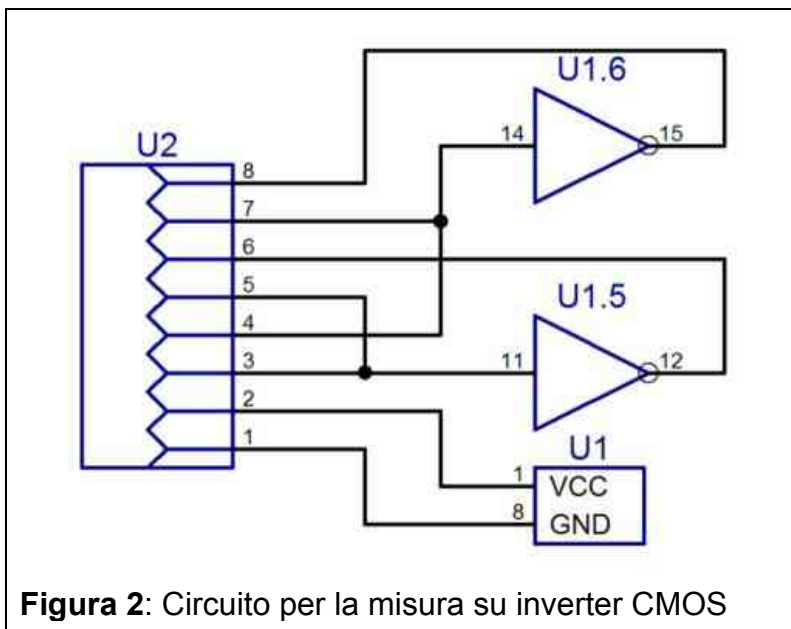 U1.6
14
15
U2
8
7
6
5
4
3
2
1
U1.5
11
12
U1
1
VCC
8
GND
Figura 2: Circuito per la misura su inverter CMOS